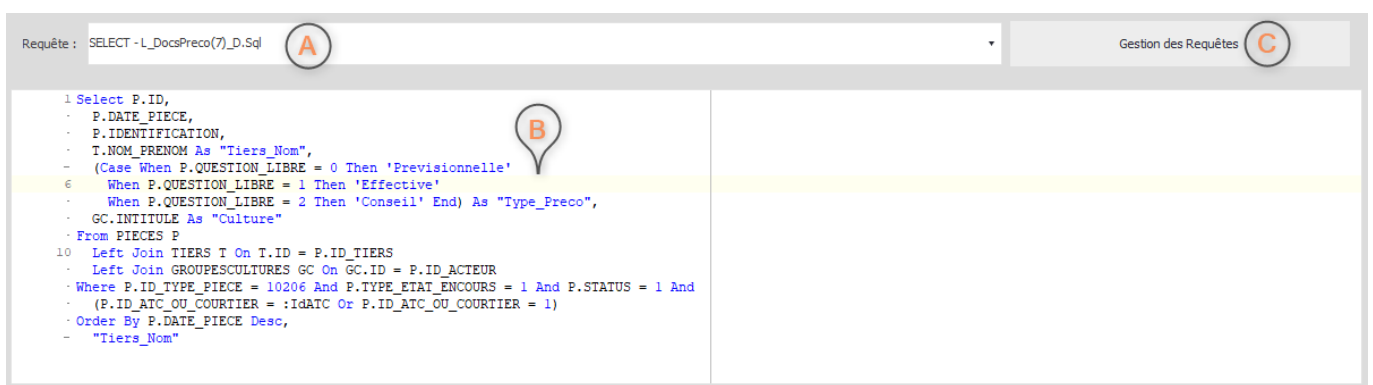 Requête : SELECT - L_DocsPreco(7)_D.Sql A Gestion des Requêtes C
1 Select P.ID,
P.DATE_PIECE,
P.IDENTIFICATION,
B
T.NOM_PRENOM As "Tiers_Nom",
(Case When P.QUESTION_LIBRE = 0 Then 'Previsionnelle'
6 When P.QUESTION_LIBRE = 1 Then 'Effective'
When P.QUESTION_LIBRE = 2 Then 'Conseil' End) As "Type_Preco",
GC.INTITULE As "Culture"
From PIECES P
10 Left Join TIERS T On T.ID = P.ID_TIERS
Left Join GROUPESCULTURES GC On GC.ID = P.ID_ACTEUR
Where P.ID_TYPE_PIECE = 10206 And P.TYPE_ETAT_ENCOURS = 1 And P.STATUS = 1 And
(P.ID_ATC_OU_COURTIER = :IdATC Or P.ID_ATC_OU_COURTIER = 1)
Order By P.DATE_PIECE Desc,
"Tiers_Nom"